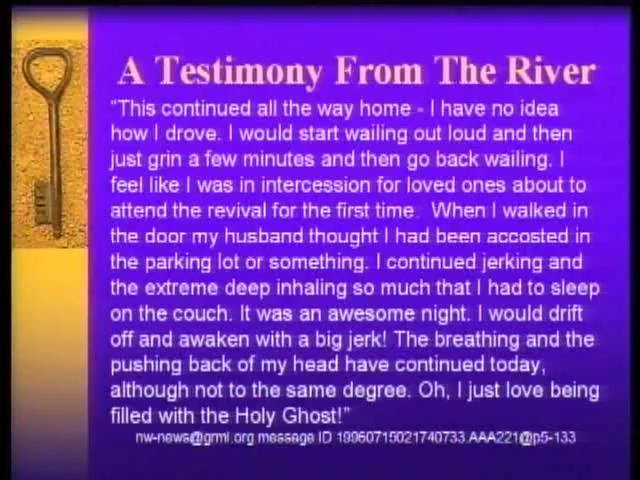 A Testimony From The River
“This continued all the way home - I have no idea
how I drove. I would start wailing out loud and then
just grin a few minutes and then go back wailing. I
feel like I was in intercession for loved ones about to
attend the revival for the first time. When I walked in
the door my husband thought I had been accosted in
the parking lot or something. I continued jerking and
the extreme deep inhaling so much that I had to sleep
on the couch. It was an awesome night. I would drift
off and awaken with a big jerk! The breathing and the
pushing back of my head have continued today,
although not to the same degree. Oh, I just love being
filled with the Holy Ghost!”
nw-news@grmi.org message ID 19960715021740733.AAA221@p5-133